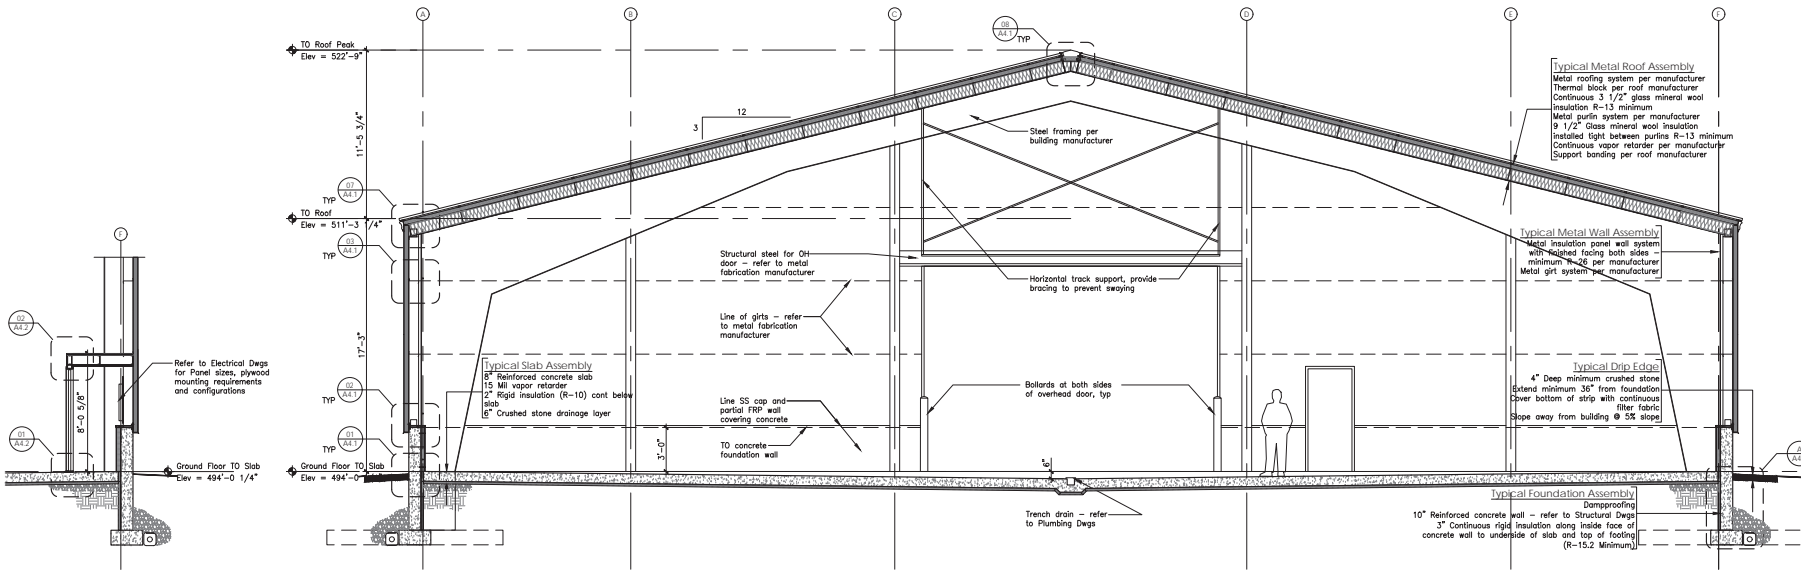 A
B
C
D
E
F
08
A4.1
TYP
TO Roof Peak
Elev = 522'-9"
12
3
Steel framing per
building manufacturer
Typical Metal Roof Assembly
Metal roofing system per manufacturer
Thermal block per roof manufacturer
Continuous 3 1/2" glass mineral wool
insulation R-13 minimum
Metal purlin system per manufacturer
9 1/2" Glass mineral wool insulation
installed tight between purlins R-13 minimum
Continuous vapor retarder per manufacturer
Support banding per roof manufacturer
11'-5 3/4"
07
A4.1
TYP
TO Roof
Elev = 511'-3 1/4"
03
A4.1
TYP
F
Structural steel for OH
door - refer to metal
fabrication manufacturer
Horizontal track support, provide
bracing to prevent swaying
Typical Metal Wall Assembly
Metal insulation panel wall system
with finished facing both sides -
minimum R-26 per manufacturer
Metal girt system per manufacturer
Line of girts - refer
to metal fabrication
manufacturer
17'-3"
02
A4.2
Refer to Electrical Dwgs
for Panel sizes, plywood
mounting requirements
and configurations
8'-0 5/8"
Typical Slab Assembly
8" Reinforced concrete slab
15 Mil vapor retarder
2" Rigid insulation (R-10) cont below
slab
6" Crushed stone drainage layer
02
A4.1
TYP
Line SS cap and
partial FRP wall
covering concrete
Bollards at both sides
of overhead door, typ
Typical Drip Edge
4" Deep minimum crushed stone
Extend minimum 36" from foundation
Cover bottom of strip with continuous
filter fabric
Slope away from building @ 5% slope
01
A4.2
01
A4.1
TYP
TO concrete
foundation wall
3'-0"
6"
Ground Floor TO Slab
Elev = 494'-0 1/4"
Ground Floor TO Slab
Elev = 494'-0
A
A4
Trench drain - refer
to Plumbing Dwgs
Typical Foundation Assembly
Dampproofing
10" Reinforced concrete wall - refer to Structural Dwgs
3" Continuous rigid insulation along inside face of
concrete wall to underside of slab and top of footing
(R-15.2 Minimum)